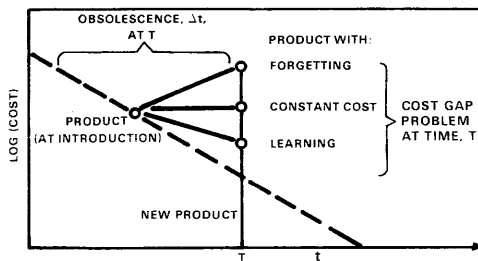 OBSOLESCENCE, Δt,
AT T
PRODUCT WITH:
FORGETTING
CONSTANT COST
LEARNING
COST GAP
PROBLEM
AT TIME, T
PRODUCT
(AT INTRODUCTION)
LOG (COST)
NEW PRODUCT
T
t